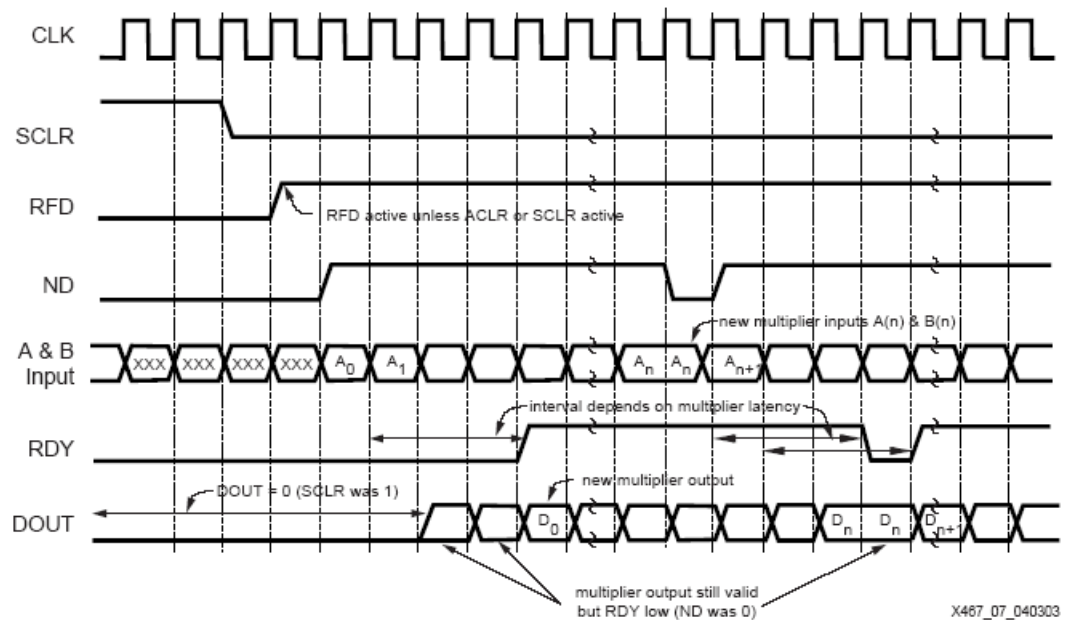 CLK
SCLR
RFD
RFD active unless ACLR or SCLR active
ND
new multiplier inputs A(n) & B(n)
A & B
Input
XXX XXX XXX XXX A0 A1 An An An+1
interval depends on multiplier latency
RDY
new multiplier output
DOUT = 0 (SCLR was 1)
DOUT
D0 Dn Dn Dn+1
multiplier output still valid
but RDY low (ND was 0)
X467_07_040303